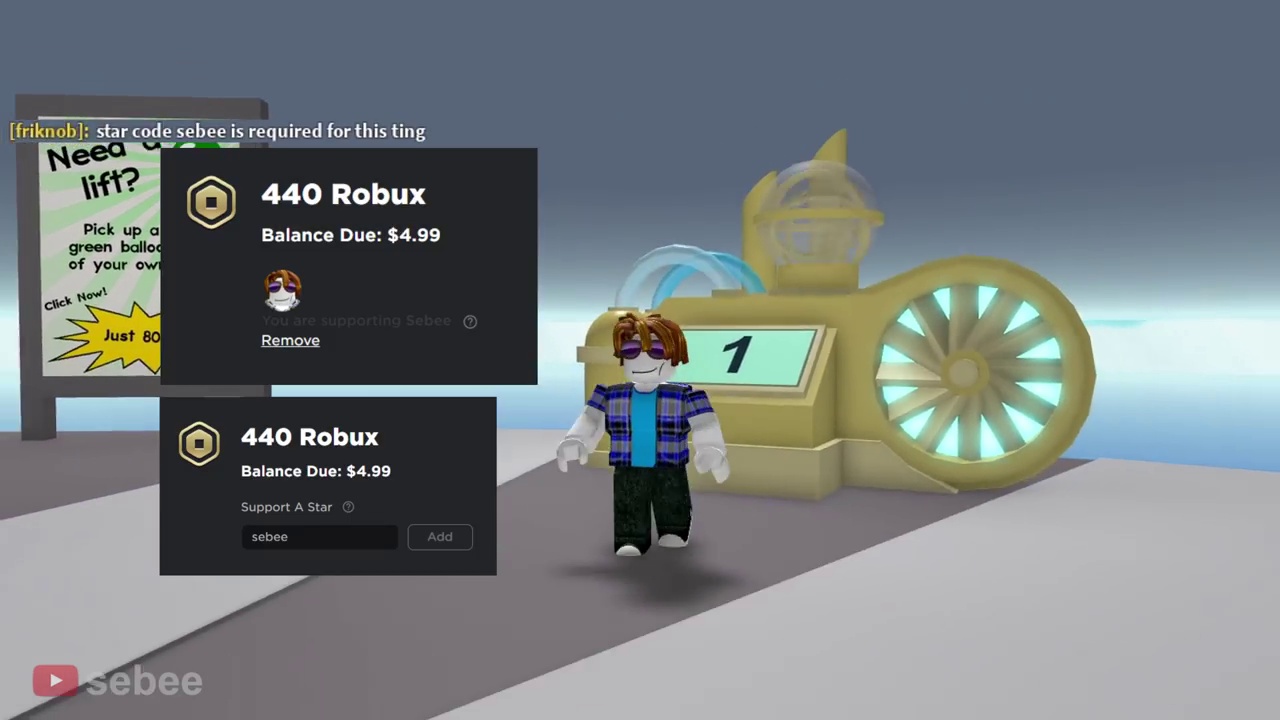 [friknob]: star code sebee is required for this ting
Need a
lift?
Pick up a
green balloo
of your own
Click Now!
Just 80
440 Robux
Balance Due: $4.99
You are supporting Sebee
Remove
440 Robux
Balance Due: $4.99
Support A Star
sebee
Add
1
sebee